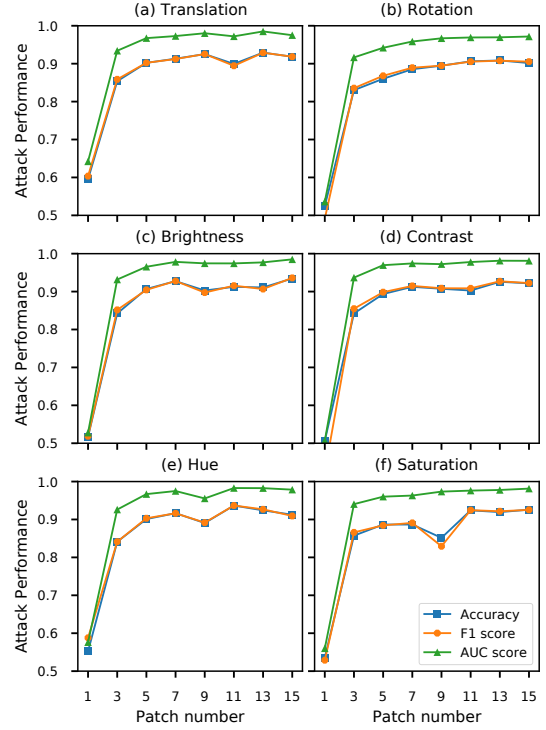 (a) Translation
(b) Rotation
1.0
0.9
0.8
0.7
0.6
0.5
Attack Performance
(c) Brightness
(d) Contrast
1.0
0.9
0.8
0.7
0.6
0.5
Attack Performance
(e) Hue
(f) Saturation
1.0
0.9
0.8
0.7
0.6
0.5
Attack Performance
Accuracy
F1 score
AUC score
1 3 5 7 9 11 13 15
1 3 5 7 9 11 13 15
Patch number
Patch number